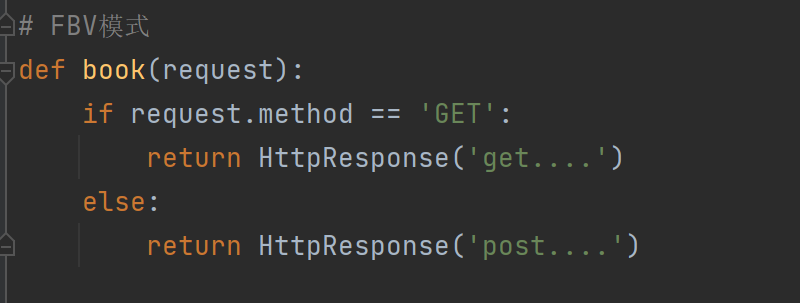 # FBV模式
def book(request):
    if request.method == 'GET':
        return HttpResponse('get....')
    else:
        return HttpResponse('post....')